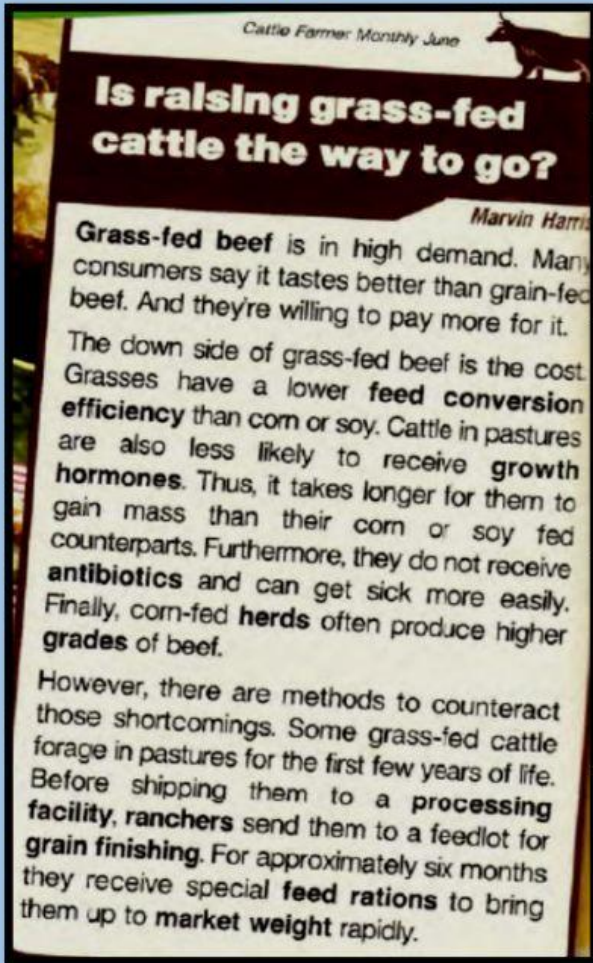 Cattle Farmer Monthly June
Is raising grass-fed
cattle the way to go?
Marvin Harris
Grass-fed beef is in high demand. Many
consumers say it tastes better than grain-fed
beef. And they're willing to pay more for it.
The down side of grass-fed beef is the cost.
Grasses have a lower feed conversion
efficiency than corn or soy. Cattle in pastures
are also less likely to receive growth
hormones. Thus, it takes longer for them to
gain mass than their corn or soy fed
counterparts. Furthermore, they do not receive
antibiotics and can get sick more easily.
Finally, corn-fed herds often produce higher
grades of beef.
However, there are methods to counteract
those shortcomings. Some grass-fed cattle
forage in pastures for the first few years of life.
Before shipping them to a processing
facility, ranchers send them to a feedlot for
grain finishing. For approximately six months
they receive special feed rations to bring
them up to market weight rapidly.